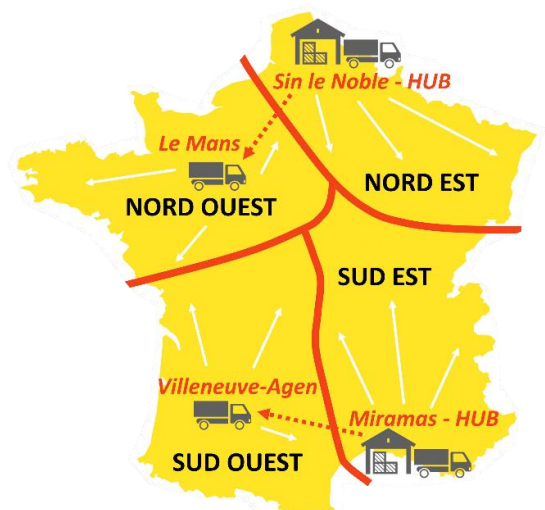 Sin le Noble - HUB
Le Mans
NORD EST
NORD OUEST
SUD EST
Villeneuve-Agen
Miramas - HUB
SUD OUEST